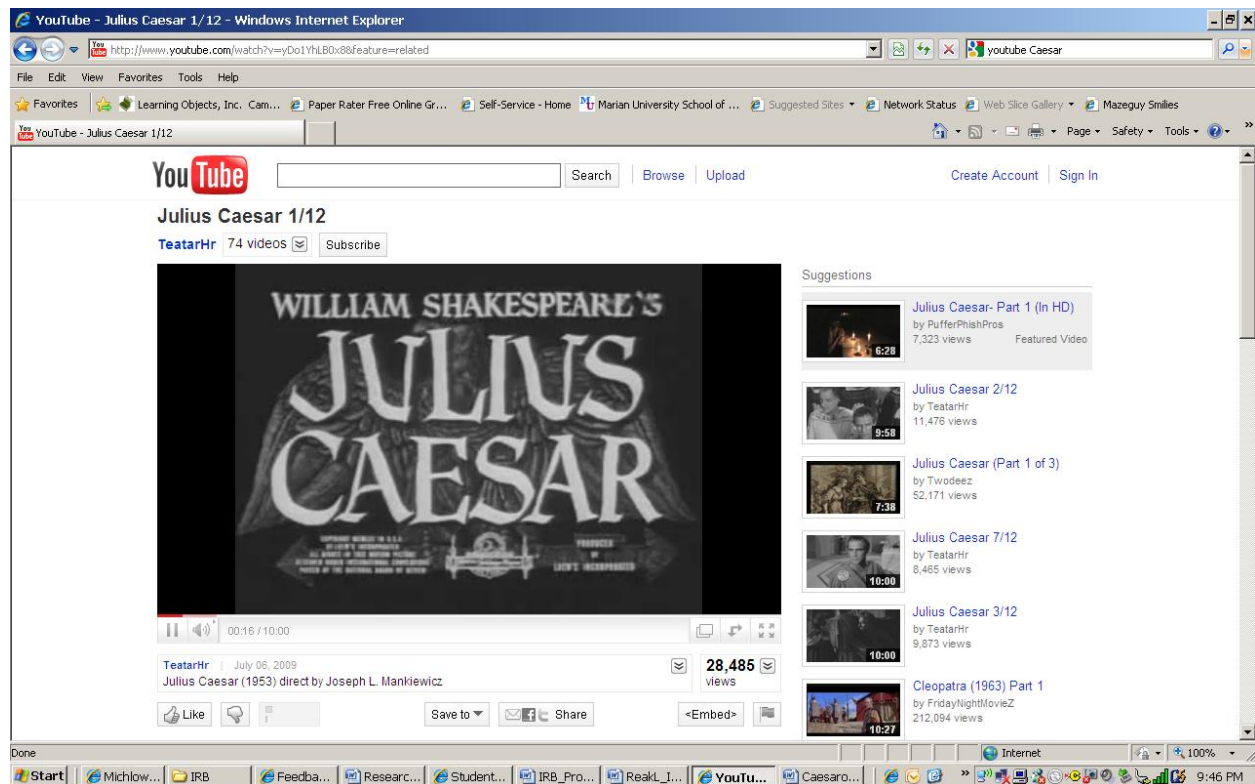 YouTube - Julius Caesar 1/12 - Windows Internet Explorer
http://www.youtube.com/watch?v=yDo1YhLB0x8&feature=related
youtube Caesar
File Edit View Favorites Tools Help
Favorites Learning Objects, Inc. Cam... Paper Rater Free Online Gr... Self-Service - Home Marian University School of ... Suggested Sites Network Status Web Slice Gallery Mazeguy Smilies
YouTube - Julius Caesar 1/12
Page Safety Tools
YouTube Search Browse Upload Create Account Sign In
Julius Caesar 1/12
TeatarHr 74 videos Subscribe
WILLIAM SHAKESPEARE'S
JULIUS
CAESAR
PRODUCED
BY
LOEW'S INCORPORATED
00:16 / 10:00
TeatarHr July 06, 2009
Julius Caesar (1953) direct by Joseph L. Mankiewicz
28,485
views
Like Save to Share <Embed>
Suggestions
Julius Caesar- Part 1 (In HD)
by PufferPhishPros
7,323 views Featured Video
6:28
Julius Caesar 2/12
by TeatarHr
11,476 views
9:58
Julius Caesar (Part 1 of 3)
by Twodeez
52,171 views
7:38
Julius Caesar 7/12
by TeatarHr
8,465 views
10:00
Julius Caesar 3/12
by TeatarHr
9,873 views
10:00
Cleopatra (1963) Part 1
by FridayNightMovieZ
212,094 views
10:27
Done Internet 100%
Start Michlow... IRB Feedba... Researc... Student... IRB_Pro... ReakL_I... YouTu... Caesaro... 9:46 PM